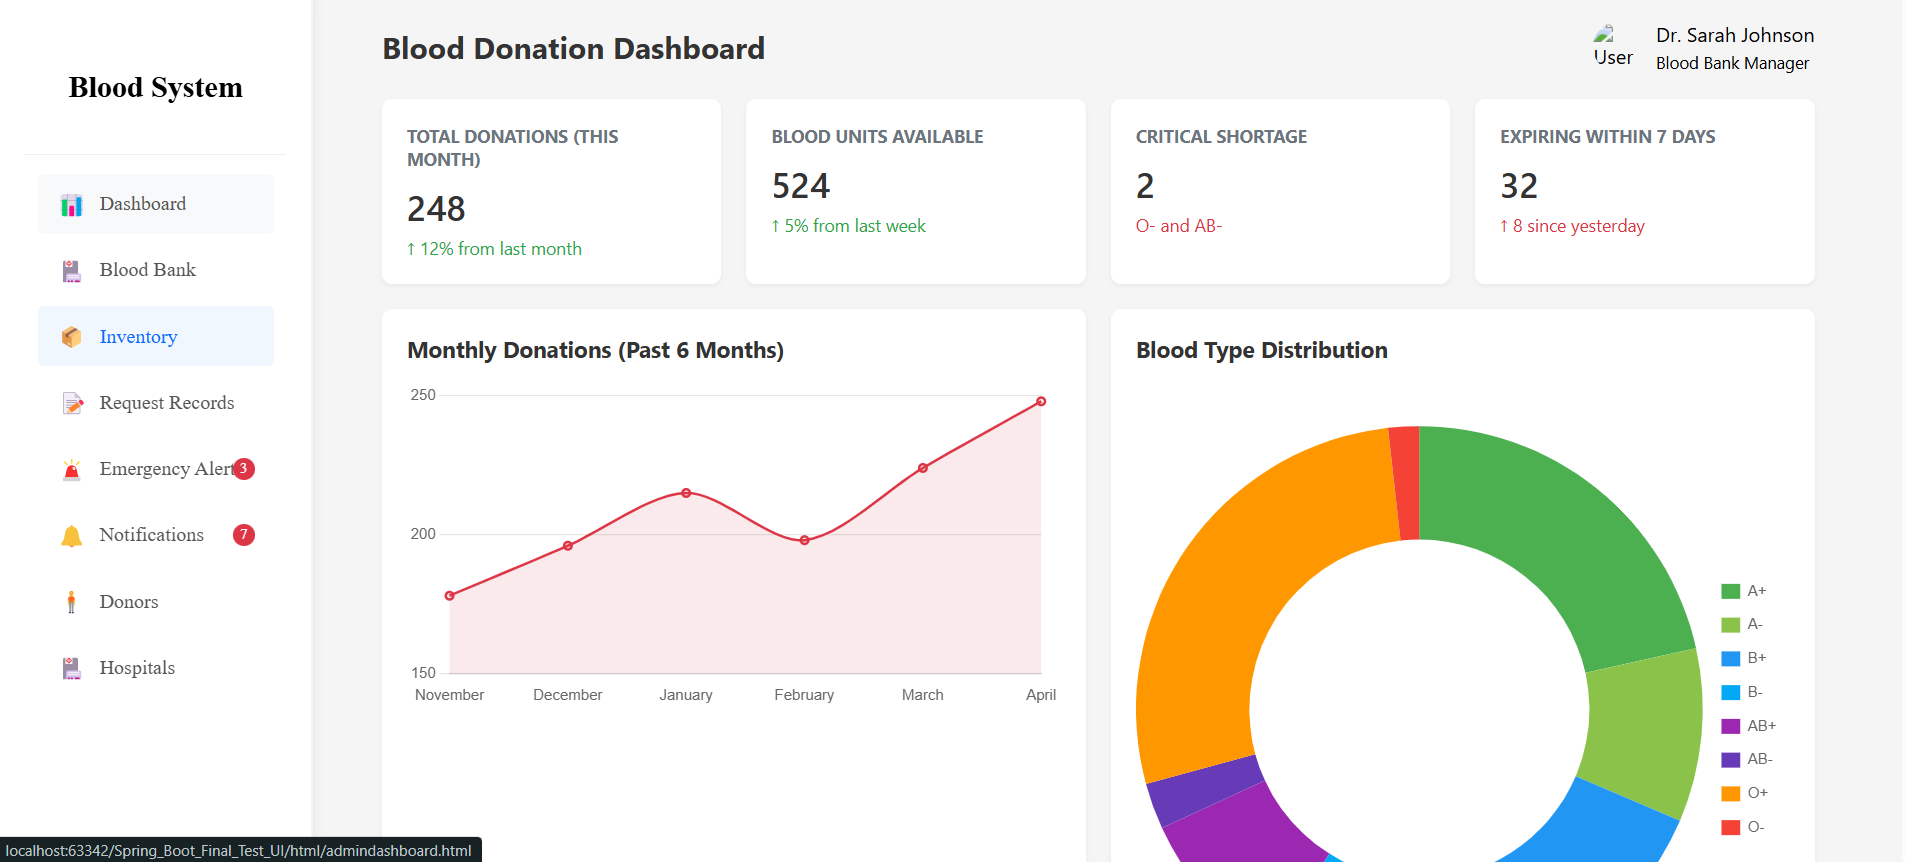 Blood System
Dashboard
Blood Bank
Inventory
Request Records
Emergency Alert 3
Notifications 7
Donors
Hospitals
Blood Donation Dashboard
User
Dr. Sarah Johnson
Blood Bank Manager
TOTAL DONATIONS (THIS
MONTH)
248
↑ 12% from last month
BLOOD UNITS AVAILABLE
524
↑ 5% from last week
CRITICAL SHORTAGE
2
O- and AB-
EXPIRING WITHIN 7 DAYS
32
↑ 8 since yesterday
Monthly Donations (Past 6 Months)
250
200
150
November December January February March April
Blood Type Distribution
A+
A-
B+
B-
AB+
AB-
O+
O-
localhost:63342/Spring_Boot_Final_Test_UI/html/admindashboard.html